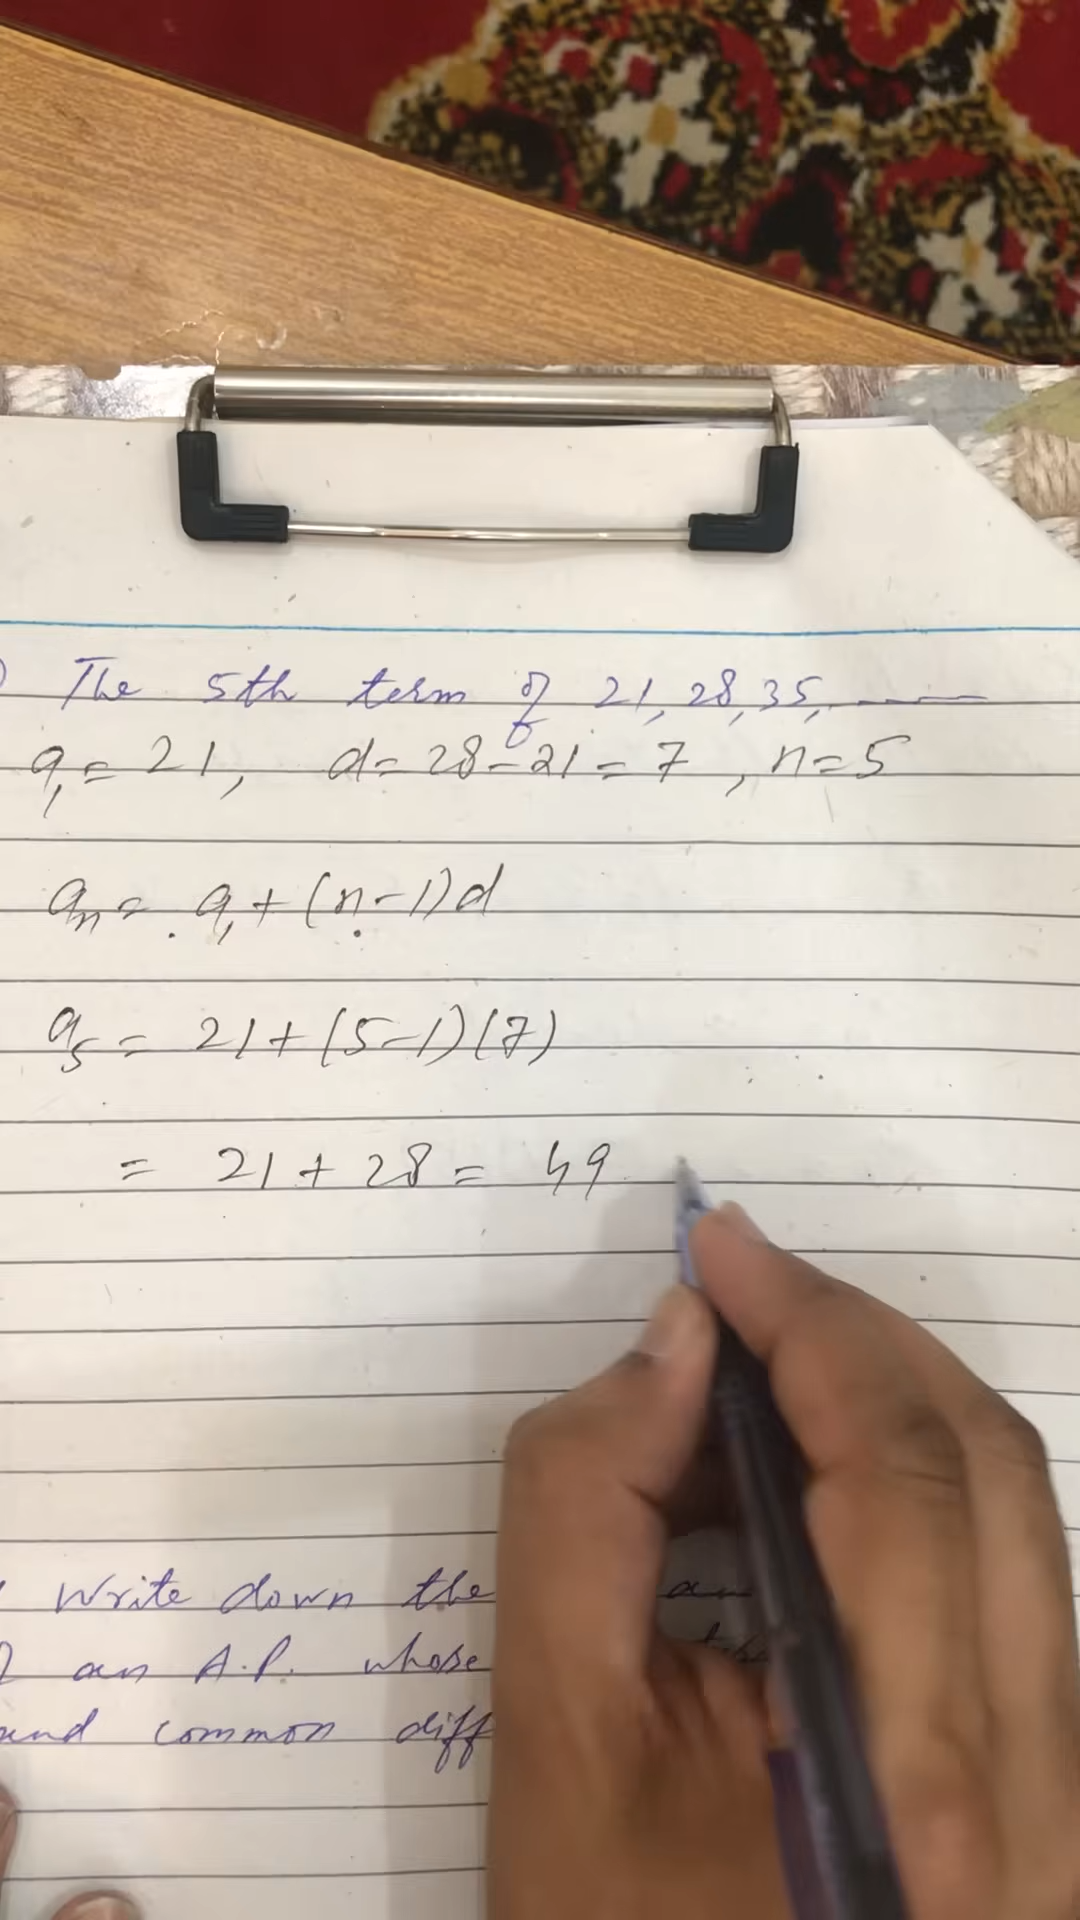 The 5th term of 21, 28, 35, ——
a₁ = 21, d = 28 - 21 = 7, n = 5
aₙ = a₁ + (n - 1)d
a₅ = 21 + (5 - 1)(7)
= 21 + 28 = 49
Write down the
an A.P. whose
and common diff